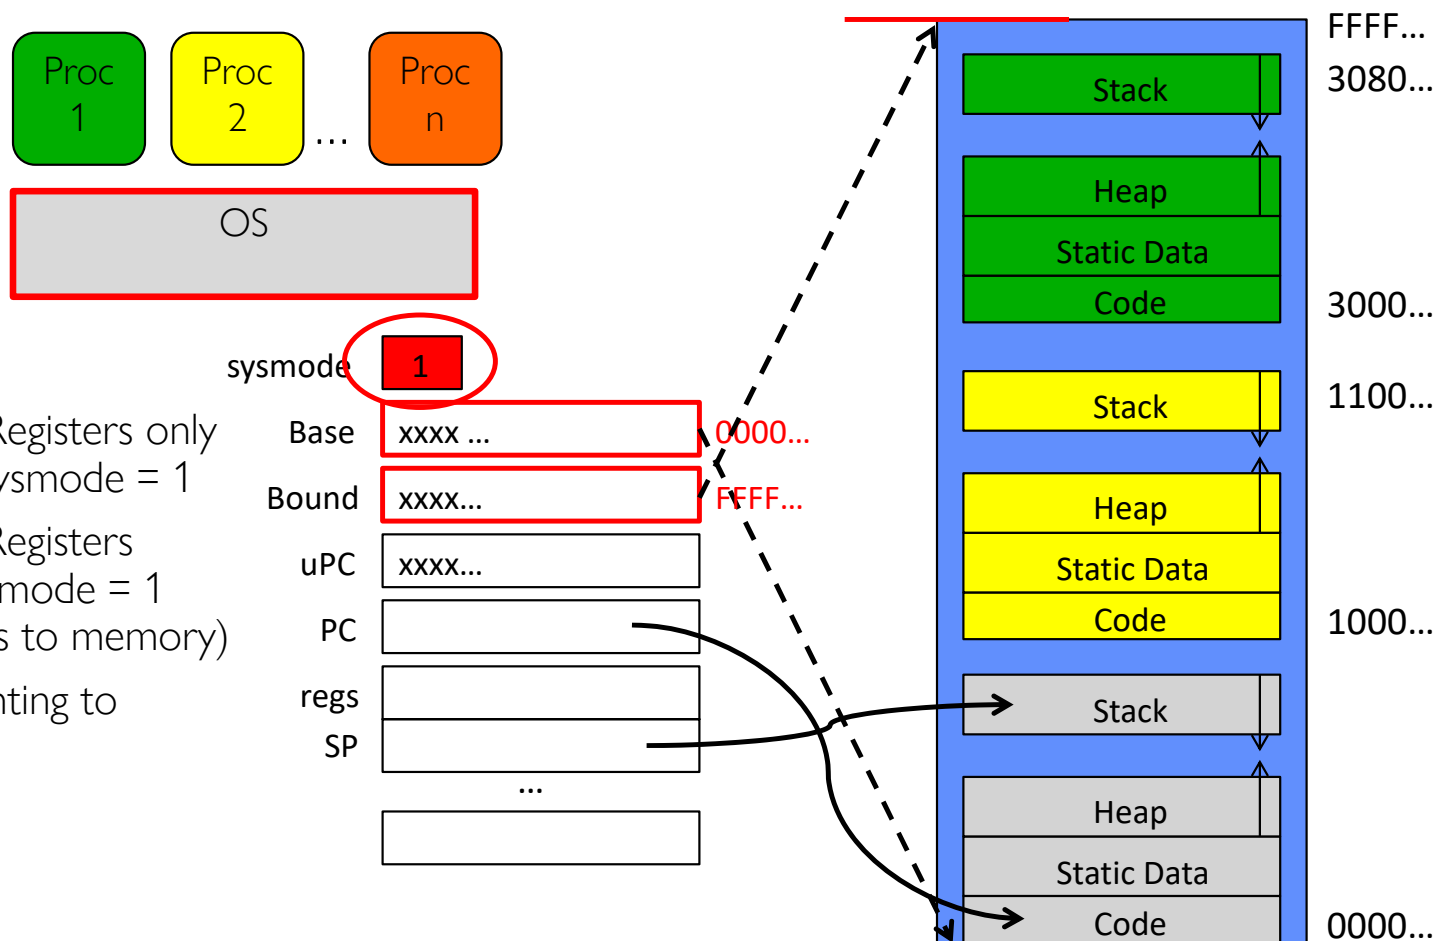 Proc
1
Proc
2
...
Proc
n
OS
sysmode
1
Registers only
ysmode = 1
Registers
mode = 1
s to memory)
nting to
Base
xxxx ...
0000...
Bound
xxxx...
FFFF...
uPC
xxxx...
PC
regs
SP
...
FFFF...
Stack
3080...
Heap
Static Data
Code
3000...
Stack
1100...
Heap
Static Data
Code
1000...
Stack
Heap
Static Data
Code
0000...